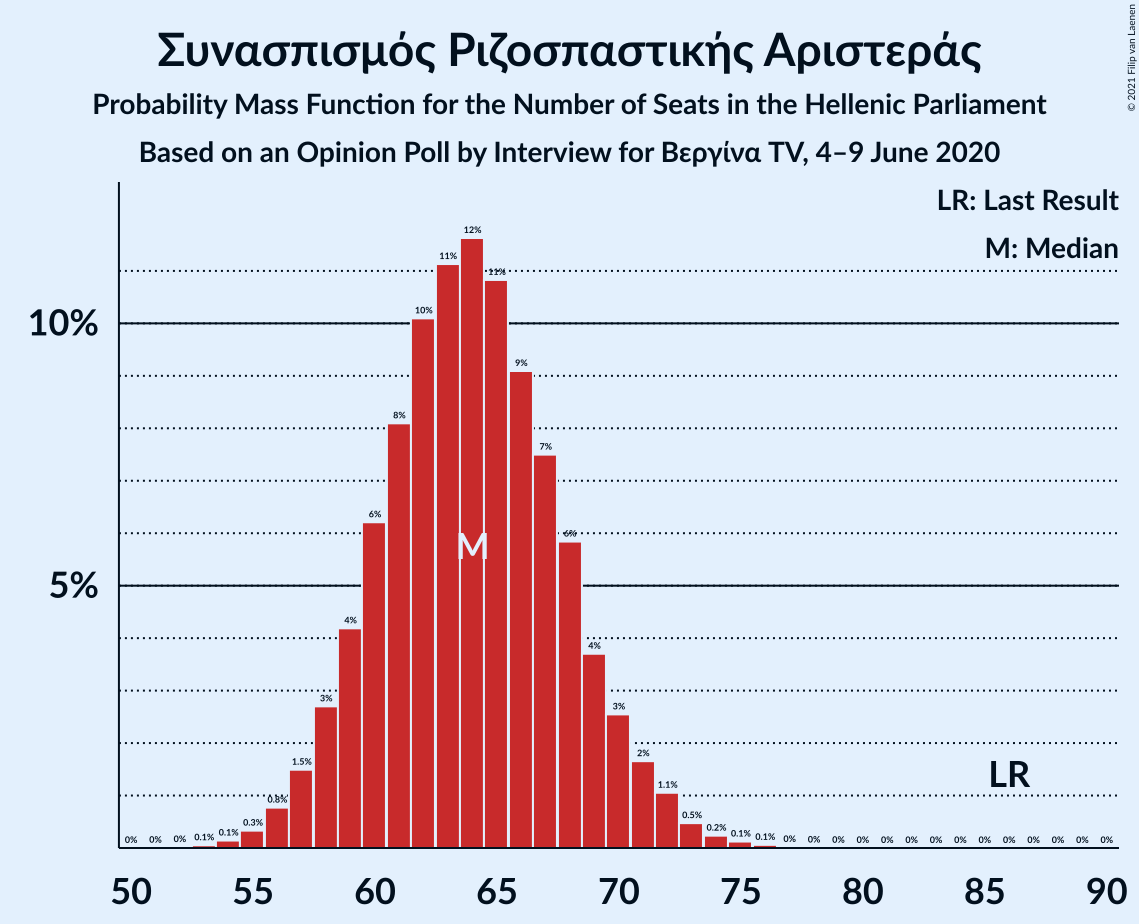 Συνασπισμός Ριζοσπαστικής Αριστεράς
Probability Mass Function for the Number of Seats in the Hellenic Parliament
Based on an Opinion Poll by Interview for Βεργίνα TV, 4–9 June 2020
© 2021 Filip van Laenen
LR: Last Result
M: Median
10%
5%
0% 0% 0% 0.1% 0.1% 0.3% 0.8% 1.5% 3% 4% 6% 8% 10% 11% 12% 11% 9% 7% 6% 4% 3% 2% 1.1% 0.5% 0.2% 0.1% 0.1% 0% 0% 0% 0% 0% 0% 0% 0% 0% 0% 0% 0% 0% 0%
M
LR
50 55 60 65 70 75 80 85 90